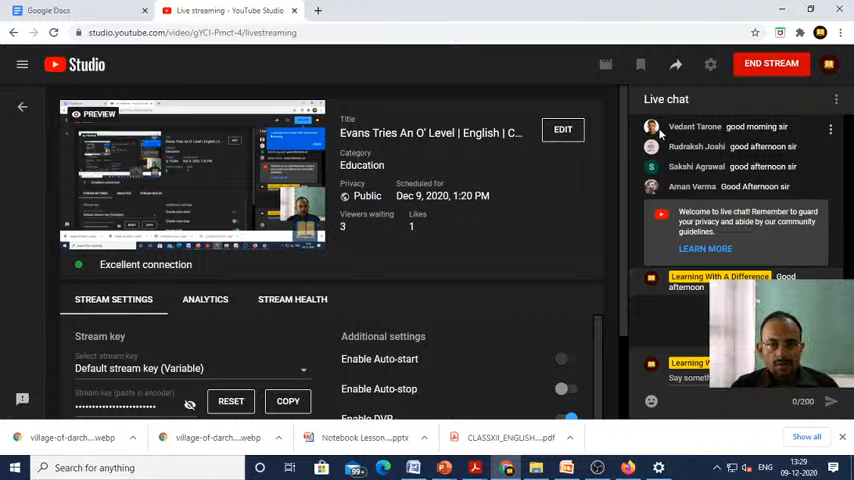 Google Docs
Live streaming - YouTube Studio
studio.youtube.com/video/gYCI-Pmct-4/livestreaming
Studio
END STREAM
PREVIEW
Title
Evans Tries An O' Level | English | C...
EDIT
Category
Education
Privacy
Scheduled for
Public
Dec 9, 2020, 1:20 PM
Viewers waiting
Likes
3
1
Excellent connection
STREAM SETTINGS
ANALYTICS
STREAM HEALTH
Stream key
Select stream key
Default stream key (Variable)
Stream key (paste in encoder)
RESET
COPY
Additional settings
Enable Auto-start
Enable Auto-stop
Enable DVR
Live chat
Vedant Tarone good morning sir
Rudraksh Joshi good afternoon sir
Sakshi Agrawal good afternoon sir
Aman Verma Good Afternoon sir
Welcome to live chat! Remember to guard
your privacy and abide by our community
guidelines.
LEARN MORE
Learning With A Difference Good
afternoon
Learning W
Say someth
0/200
village-of-darch....webp
village-of-darch....webp
Notebook Lesson....pptx
CLASSXII_ENGLISH....pdf
Show all
Search for anything
99+
ENG
13:29
09-12-2020